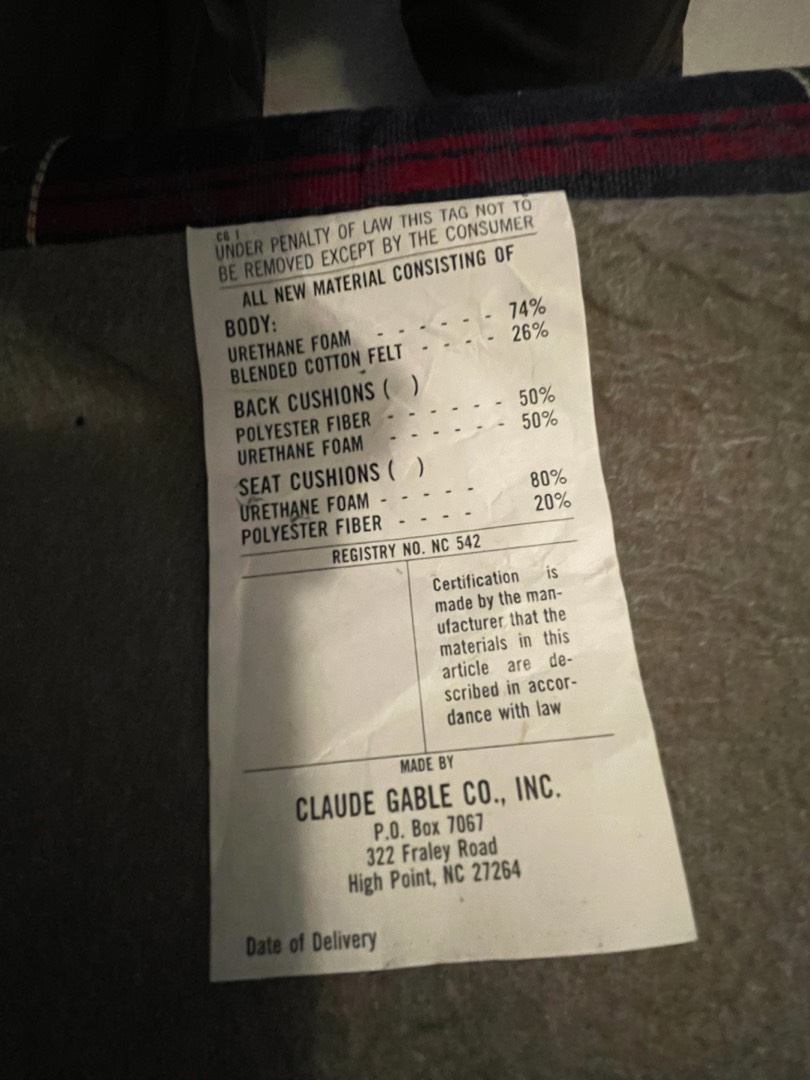 CG 1
UNDER PENALTY OF LAW THIS TAG NOT TO
BE REMOVED EXCEPT BY THE CONSUMER
ALL NEW MATERIAL CONSISTING OF
BODY:
URETHANE FOAM - - - - - - 74%
BLENDED COTTON FELT - - - - 26%
BACK CUSHIONS ( )
POLYESTER FIBER - - - - - - 50%
URETHANE FOAM - - - - - - 50%
SEAT CUSHIONS ( )
URETHANE FOAM - - - - - 80%
POLYESTER FIBER - - - - 20%
REGISTRY NO. NC 542
Certification is
made by the man-
ufacturer that the
materials in this
article are de-
scribed in accor-
dance with law
MADE BY
CLAUDE GABLE CO., INC.
P.O. Box 7067
322 Fraley Road
High Point, NC 27264
Date of Delivery